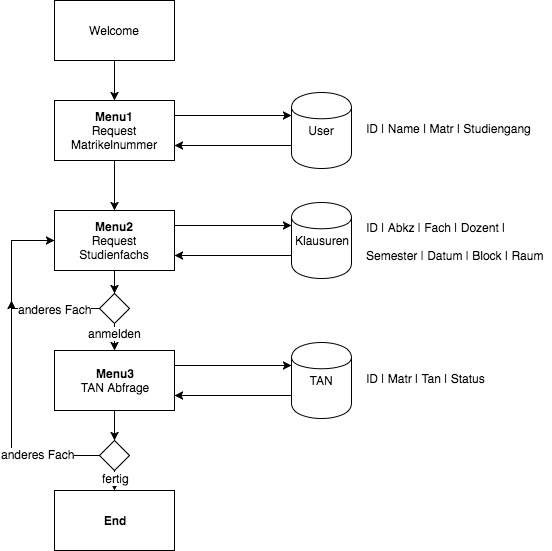 Welcome
Menu1
Request
Matrikelnummer
User
ID | Name | Matr | Studiengang
Menu2
Request
Studienfachs
Klausuren
ID | Abkz | Fach | Dozent |
Semester | Datum | Block | Raum
anderes Fach
anmelden
Menu3
TAN Abfrage
TAN
ID | Matr | Tan | Status
anderes Fach
fertig
End